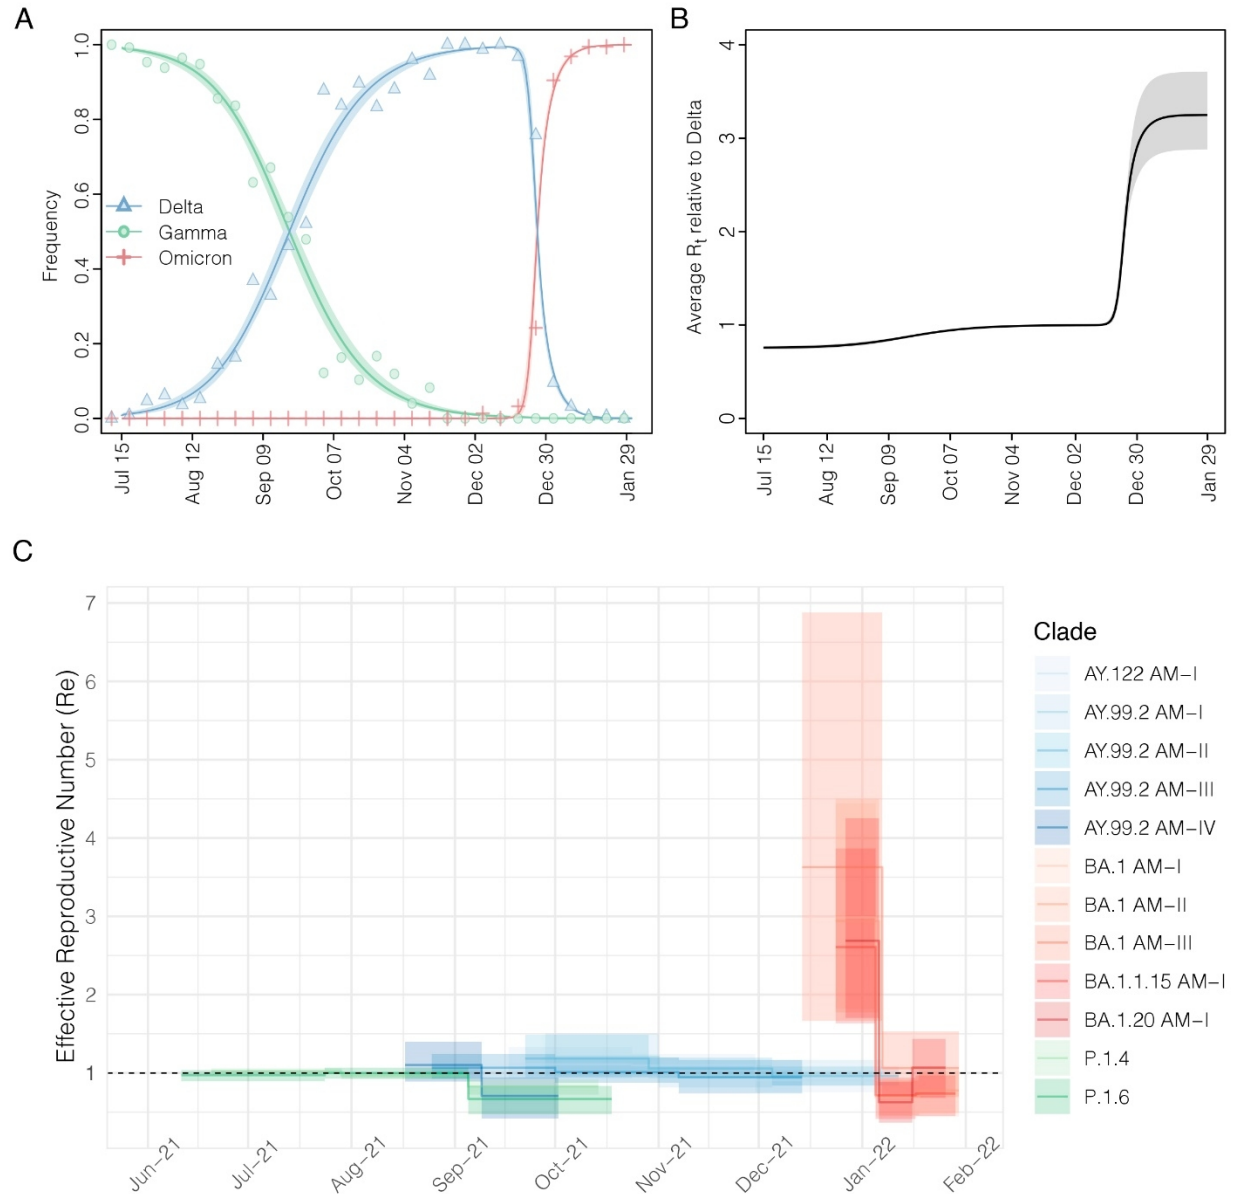 A
Frequency
1.0
0.8
0.6
0.4
0.2
0.0
Delta
Gamma
Omicron
Jul 15
Aug 12
Sep 09
Oct 07
Nov 04
Dec 02
Dec 30
Jan 29
B
Average Rt relative to Delta
4
3
2
1
0
Jul 15
Aug 12
Sep 09
Oct 07
Nov 04
Dec 02
Dec 30
Jan 29
C
Effective Reproductive Number (Re)
7
6
5
4
3
2
1
Jun-21
Jul-21
Aug-21
Sep-21
Oct-21
Nov-21
Dec-21
Jan-22
Feb-22
Clade
AY.122 AM-I
AY.99.2 AM-I
AY.99.2 AM-II
AY.99.2 AM-III
AY.99.2 AM-IV
BA.1 AM-I
BA.1 AM-II
BA.1 AM-III
BA.1.1.15 AM-I
BA.1.20 AM-I
P.1.4
P.1.6